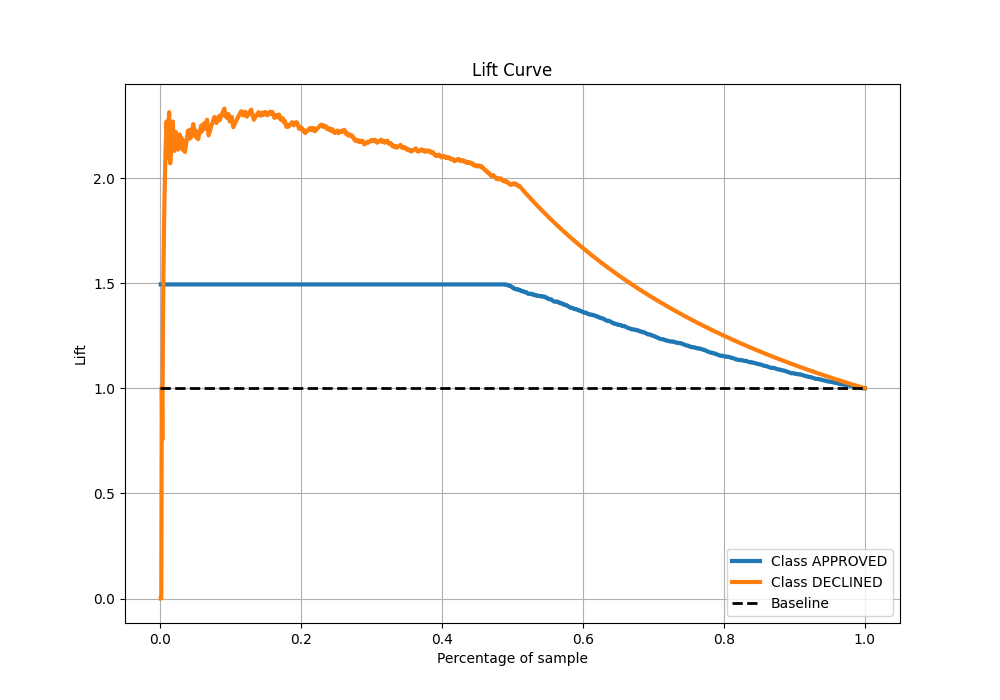 Lift Curve
Lift
2.0
1.5
1.0
0.5
0.0
0.0 0.2 0.4 0.6 0.8 1.0
Percentage of sample
Class APPROVED
Class DECLINED
Baseline